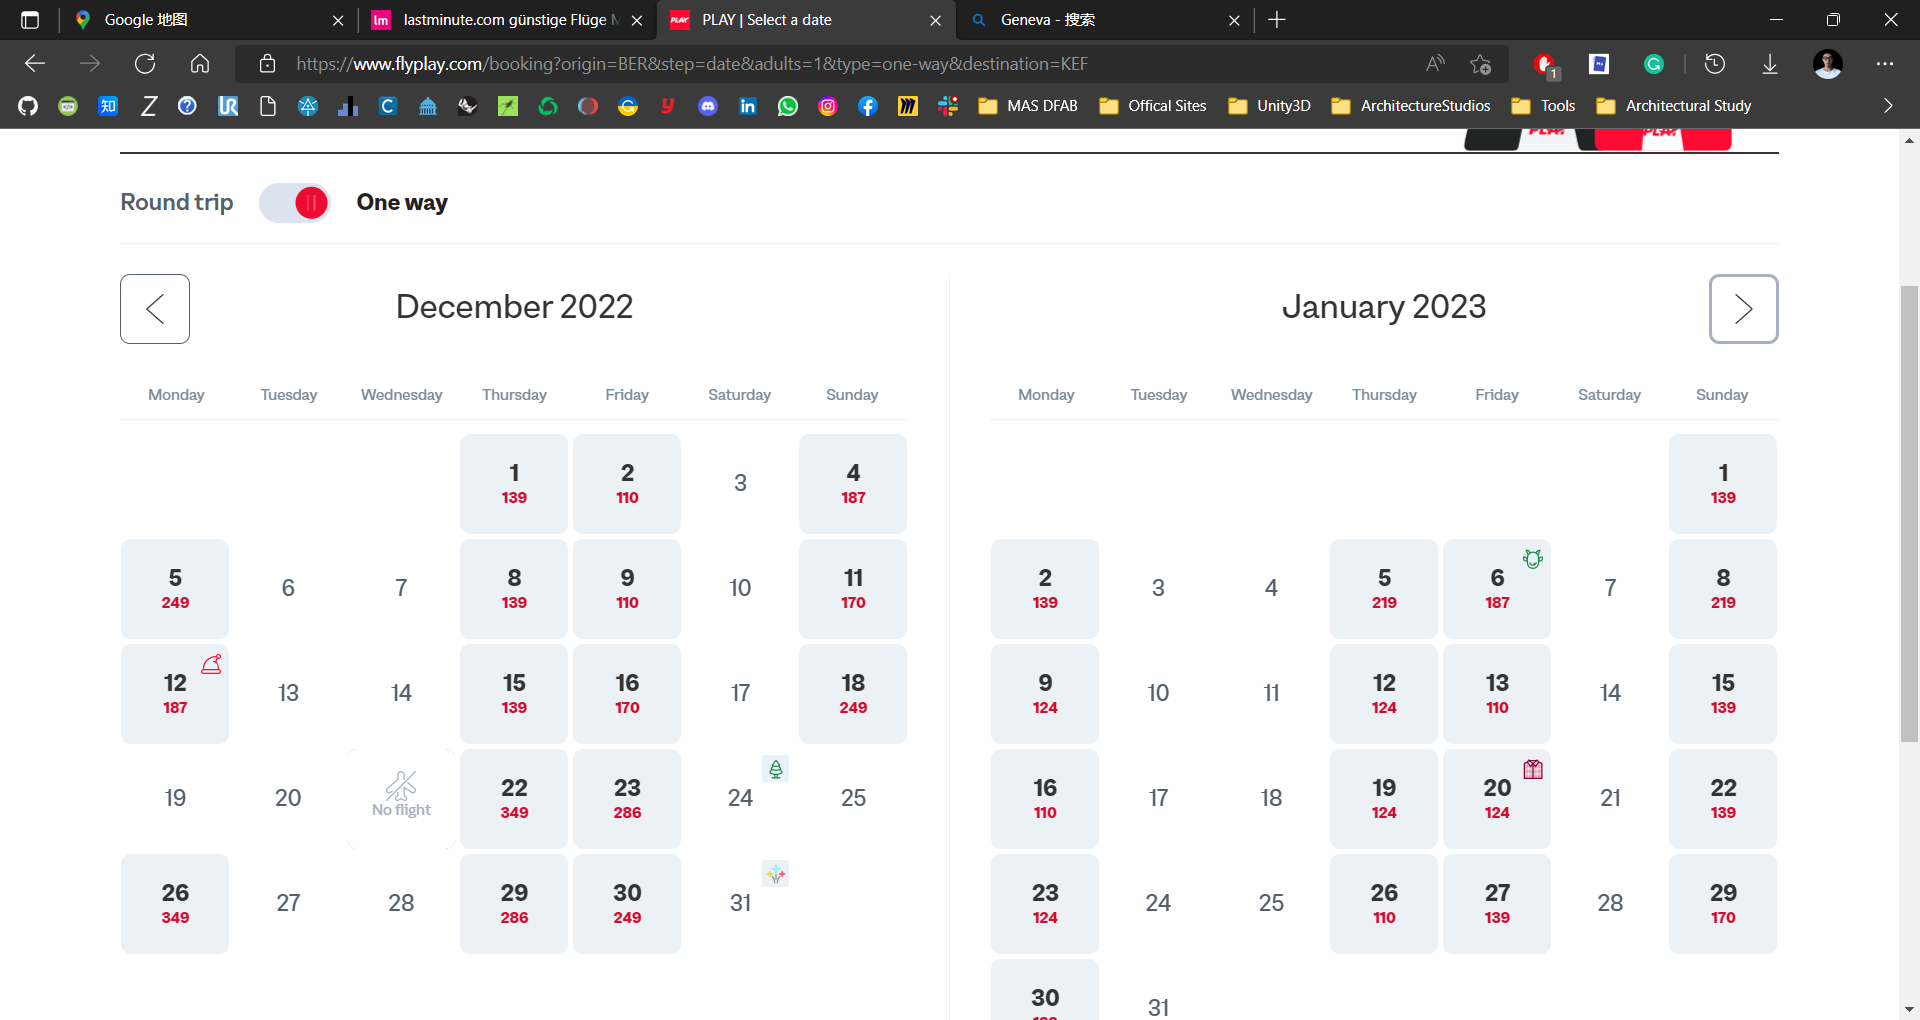 Google 地图
lastminute.com günstige Flüge
PLAY | Select a date
Geneva - 搜索
https://www.flyplay.com/booking?origin=BER&step=date&adults=1&type=one-way&destination=KEF
1
MAS DFAB
Offical Sites
Unity3D
ArchitectureStudios
Tools
Architectural Study
Round trip
One way
December 2022
January 2023
Monday Tuesday Wednesday Thursday Friday Saturday Sunday
1 2 3 4
139 110 187
5 6 7 8 9 10 11
249 139 110 170
12 13 14 15 16 17 18
187 139 170 249
19 20 No flight 22 23 24 25
349 286
26 27 28 29 30 31
349 286 249
Monday Tuesday Wednesday Thursday Friday Saturday Sunday
1
139
2 3 4 5 6 7 8
139 219 187 219
9 10 11 12 13 14 15
124 124 110 139
16 17 18 19 20 21 22
110 124 124 139
23 24 25 26 27 28 29
124 110 139 170
30 31